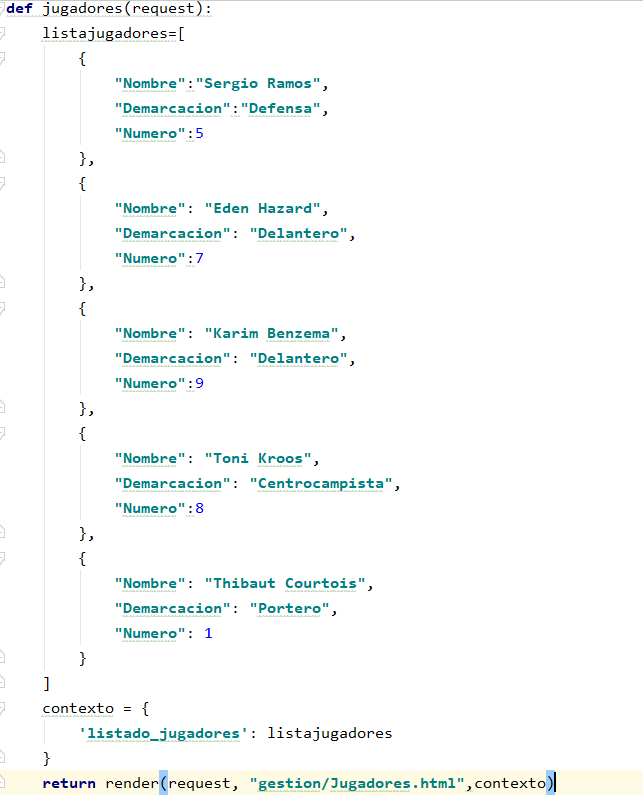 def jugadores(request):
    listajugadores=[
        {
            "Nombre":"Sergio Ramos",
            "Demarcacion":"Defensa",
            "Numero":5
        },
        {
            "Nombre": "Eden Hazard",
            "Demarcacion": "Delantero",
            "Numero":7
        },
        {
            "Nombre": "Karim Benzema",
            "Demarcacion": "Delantero",
            "Numero":9
        },
        {
            "Nombre": "Toni Kroos",
            "Demarcacion": "Centrocampista",
            "Numero":8
        },
        {
            "Nombre": "Thibaut Courtois",
            "Demarcacion": "Portero",
            "Numero": 1
        }
    ]
    contexto = {
        'listado_jugadores': listajugadores
    }
    return render(request, "gestion/Jugadores.html",contexto)